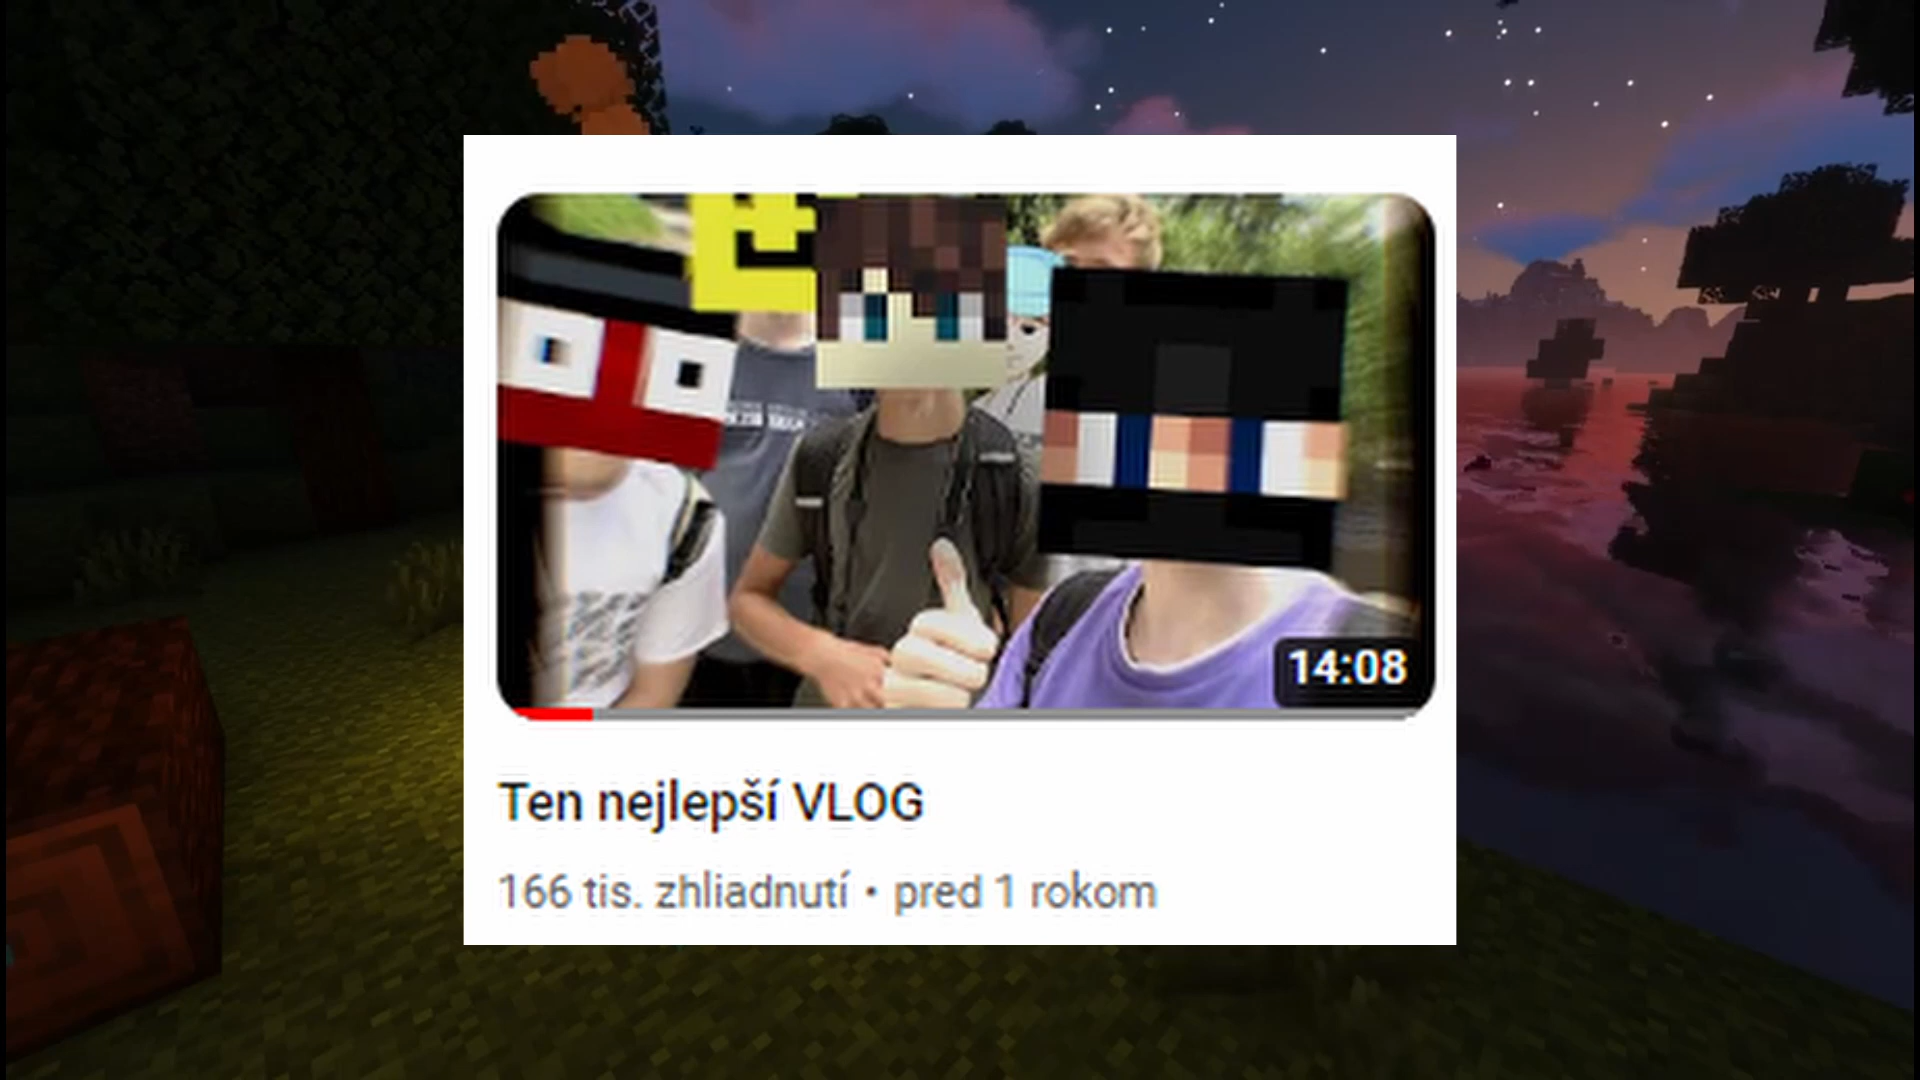 14:08
Ten nejlepší VLOG
166 tis. zhliadnutí • pred 1 rokom